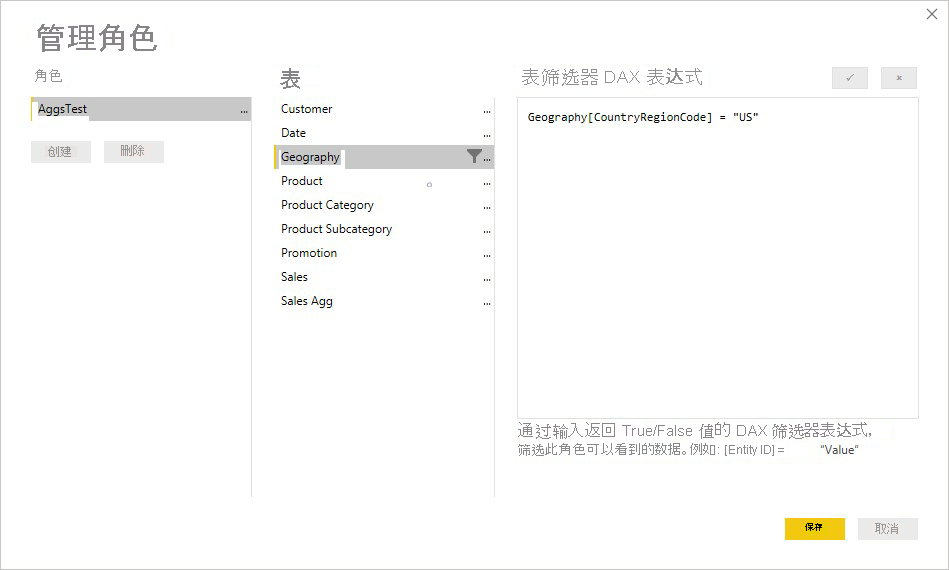 管理角色
角色
AggsTest ...
创建 删除
表
Customer ...
Date ...
Geography ...
Product ...
Product Category ...
Product Subcategory ...
Promotion ...
Sales ...
Sales Agg ...
表筛选器 DAX 表达式
Geography[CountryRegionCode] = "US"
通过输入返回 True/False 值的 DAX 筛选器表达式,
筛选此角色可以看到的数据。例如: [Entity ID] = “Value”
保存 取消